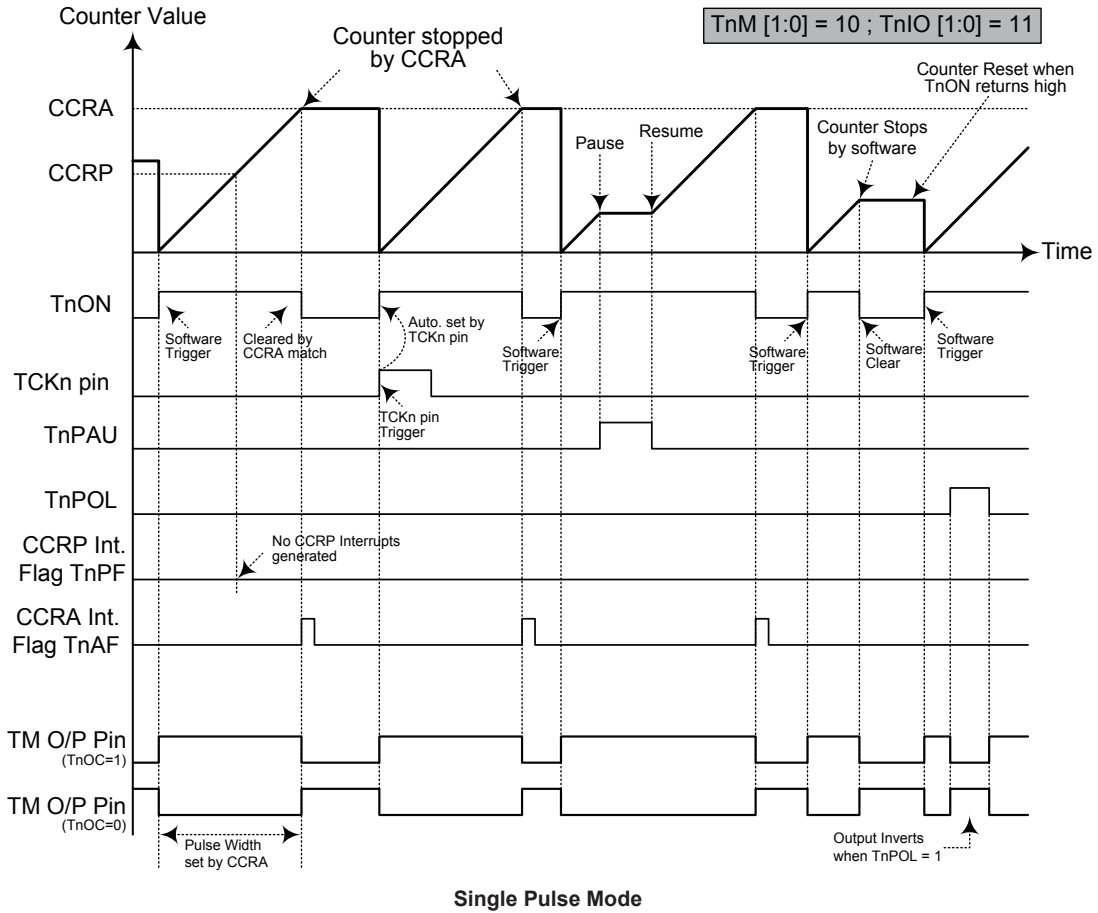 Counter Value
TnM [1:0] = 10 ; TnIO [1:0] = 11
Counter stopped
by CCRA
Counter Reset when
TnON returns high
CCRA
Counter Stops
by software
Pause
Resume
CCRP
Time
TnON
Software
Trigger
Cleared by
CCRA match
Auto. set by
TCKn pin
Software
Trigger
Software
Trigger
Software
Clear
Software
Trigger
TCKn pin
TCKn pin
Trigger
TnPAU
TnPOL
No CCRP Interrupts
generated
CCRP Int.
Flag TnPF
CCRA Int.
Flag TnAF
TM O/P Pin
(TnOC=1)
TM O/P Pin
(TnOC=0)
Pulse Width
set by CCRA
Output Inverts
when TnPOL = 1
Single Pulse Mode